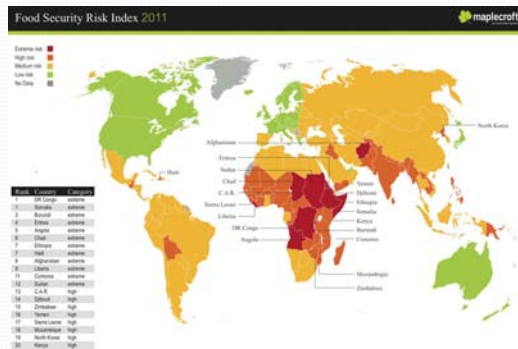 Food Security Risk Index 2011
maplecroft
Extreme risk
High risk
Medium risk
Low risk
No Data
North Korea
Afghanistan
Eritrea
Haiti
Sudan
Chad
Yemen
C.A.R.
Djibouti
Ethiopia
Sierra Leone
Somalia
Liberia
Kenya
DR Congo
Burundi
Angola
Comoros
Mozambique
Zimbabwe
Rank Country Category
1 DR Congo extreme
1 Somalia extreme
3 Burundi extreme
4 Eritrea extreme
5 Angola extreme
6 Chad extreme
7 Ethiopia extreme
7 Haiti extreme
9 Afghanistan extreme
9 Liberia extreme
11 Comoros extreme
12 Sudan extreme
13 C.A.R. high
14 Djibouti high
15 Zimbabwe high
16 Yemen high
17 Sierra Leone high
18 Mozambique high
19 North Korea high
20 Kenya high